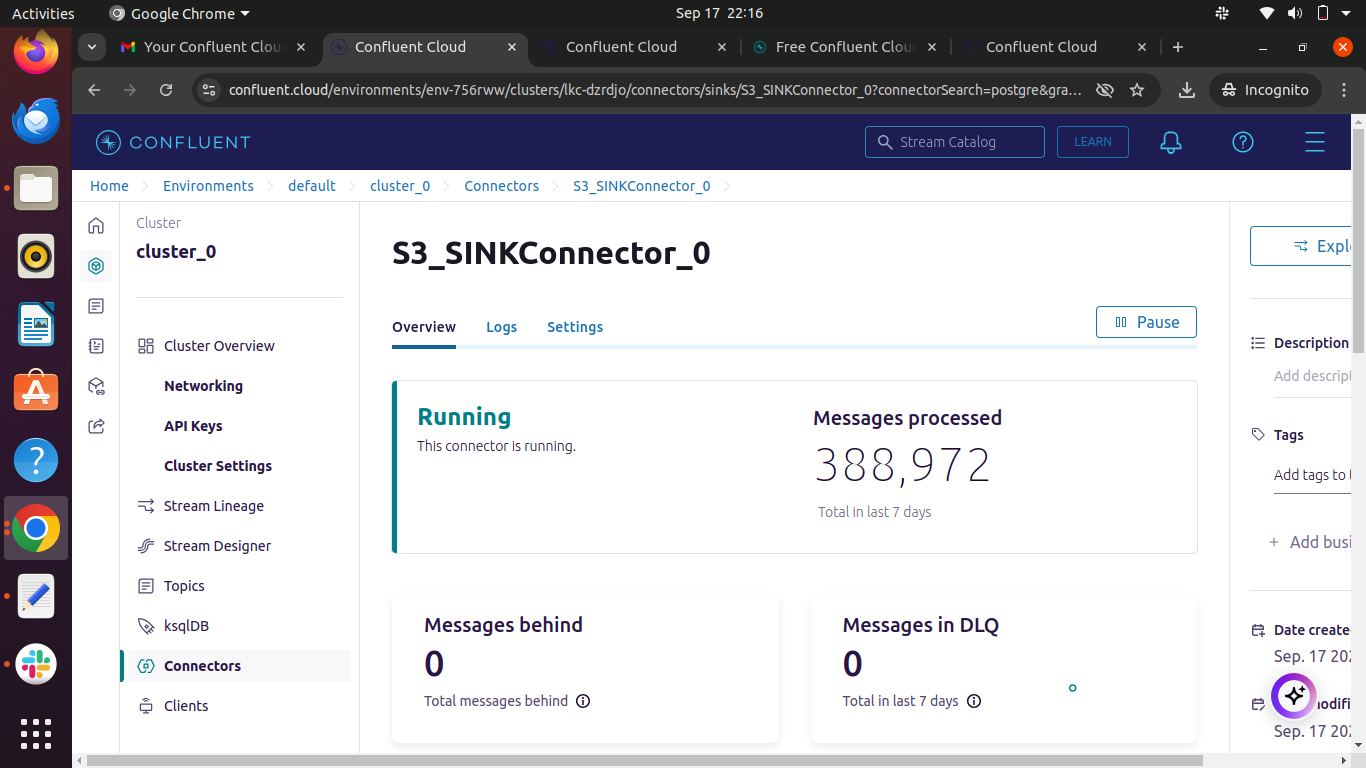 Activities
Google Chrome
Sep 17 22:16
Your Confluent Clou
Confluent Cloud
Confluent Cloud
Free Confluent Clou
Confluent Cloud
confluent.cloud/environments/env-756rww/clusters/lkc-dzrdjo/connectors/sinks/S3_SINKConnector_0?connectorSearch=postgre&gra...
Incognito
CONFLUENT
Stream Catalog
LEARN
Home
Environments
default
cluster_0
Connectors
S3_SINKConnector_0
Cluster
cluster_0
Cluster Overview
Networking
API Keys
Cluster Settings
Stream Lineage
Stream Designer
Topics
ksqlDB
Connectors
Clients
S3_SINKConnector_0
Overview
Logs
Settings
Pause
Running
This connector is running.
Messages processed
388,972
Total in last 7 days
Messages behind
0
Total messages behind
Messages in DLQ
0
Total in last 7 days
Expl
Description
Add descript
Tags
Add tags to t
+ Add busi
Date create
Sep. 17 202
modifi
Sep. 17 202